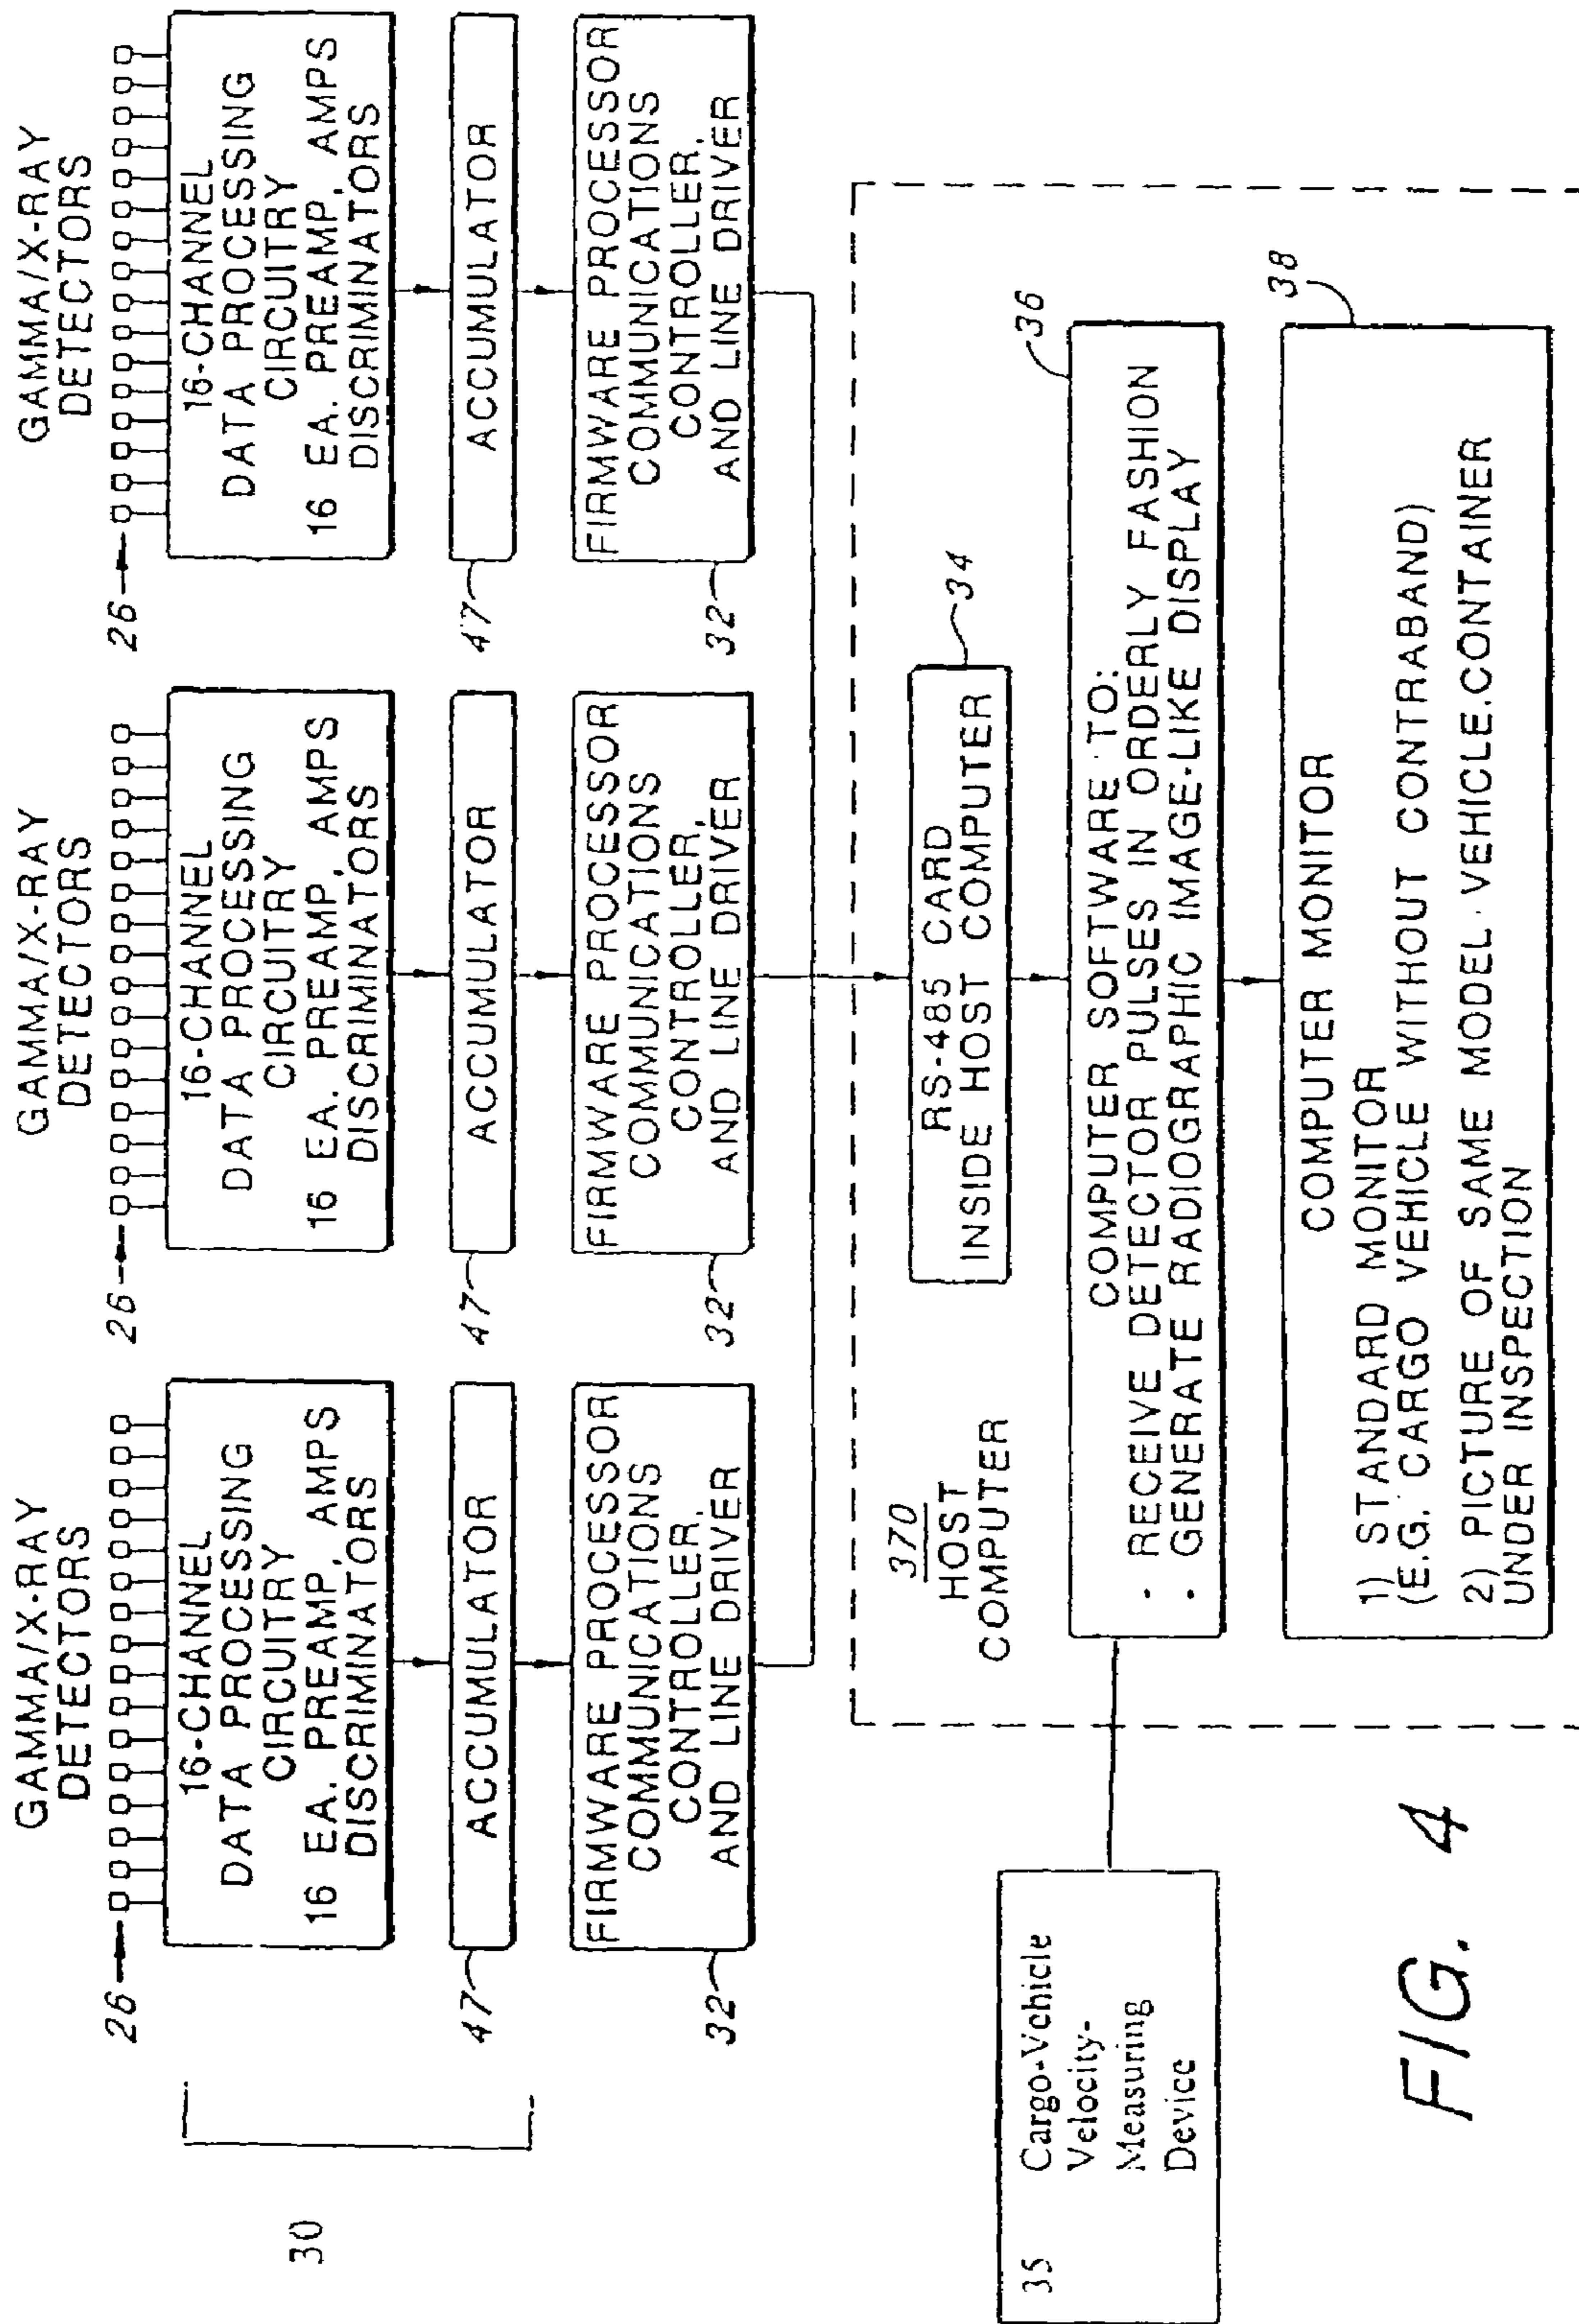 GAMMA/X-RAY
DETECTORS
26
16-CHANNEL
DATA PROCESSING
CIRCUITRY
16 EA. PREAMP, AMPS
DISCRIMINATORS
47
ACCUMULATOR
32
FIRMWARE PROCESSOR
COMMUNICATIONS
CONTROLLER,
AND LINE DRIVER
GAMMA/X-RAY
DETECTORS
26
16-CHANNEL
DATA PROCESSING
CIRCUITRY
16 EA. PREAMP, AMPS
DISCRIMINATORS
47
ACCUMULATOR
32
FIRMWARE PROCESSOR
COMMUNICATIONS
CONTROLLER,
AND LINE DRIVER
GAMMA/X-RAY
DETECTORS
26
16-CHANNEL
DATA PROCESSING
CIRCUITRY
16 EA. PREAMP, AMPS
DISCRIMINATORS
47
ACCUMULATOR
32
FIRMWARE PROCESSOR
COMMUNICATIONS
CONTROLLER,
AND LINE DRIVER
30
370
HOST
COMPUTER
RS-485 CARD
INSIDE HOST COMPUTER
34
35 Cargo-Vehicle
Velocity-
Measuring
Device
36
COMPUTER SOFTWARE TO:
· RECEIVE DETECTOR PULSES IN ORDERLY FASHION
· GENERATE RADIOGRAPHIC IMAGE-LIKE DISPLAY
38
COMPUTER MONITOR
1) STANDARD MONITOR
(E.G. CARGO VEHICLE WITHOUT CONTRABAND)
2) PICTURE OF SAME MODEL VEHICLE.CONTAINER
UNDER INSPECTION
FIG. 4